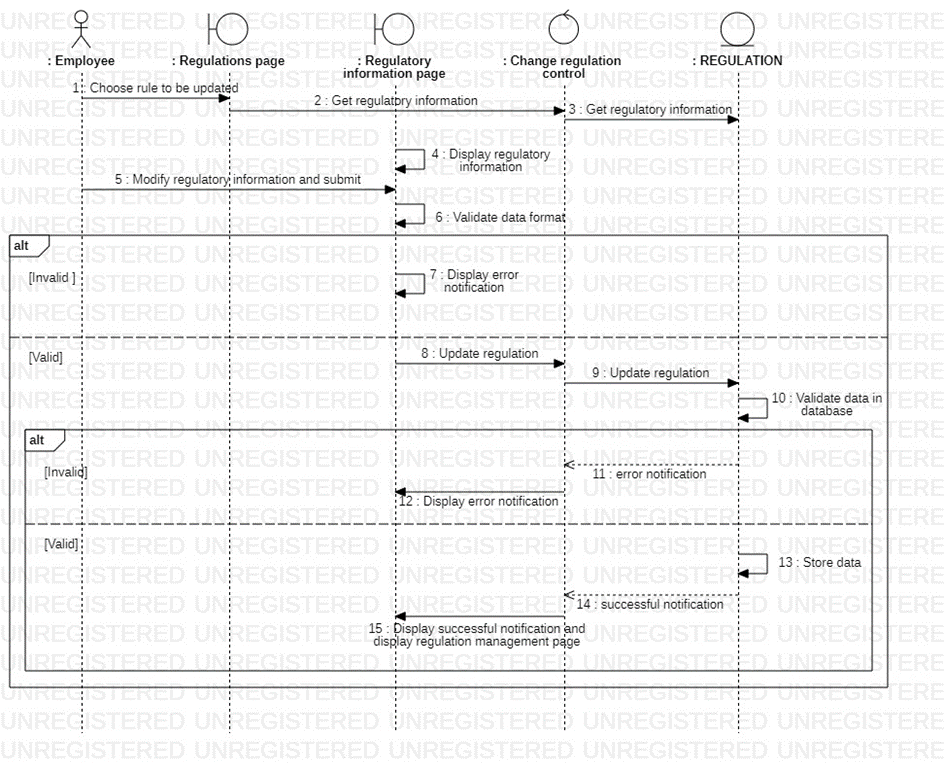 : Employee
: Regulations page
: Regulatory
information page
: Change regulation
control
: REGULATION
1 : Choose rule to be updated
2 : Get regulatory information
3 : Get regulatory information
4 : Display regulatory
information
5 : Modify regulatory information and submit
6 : Validate data format
alt
[Invalid ]
7 : Display error
notification
[Valid]
8 : Update regulation
9 : Update regulation
10 : Validate data in
database
alt
[Invalid]
11 : error notification
12 : Display error notification
[Valid]
13 : Store data
14 : successful notification
15 : Display successful notification and
display regulation management page
UNREGISTERED